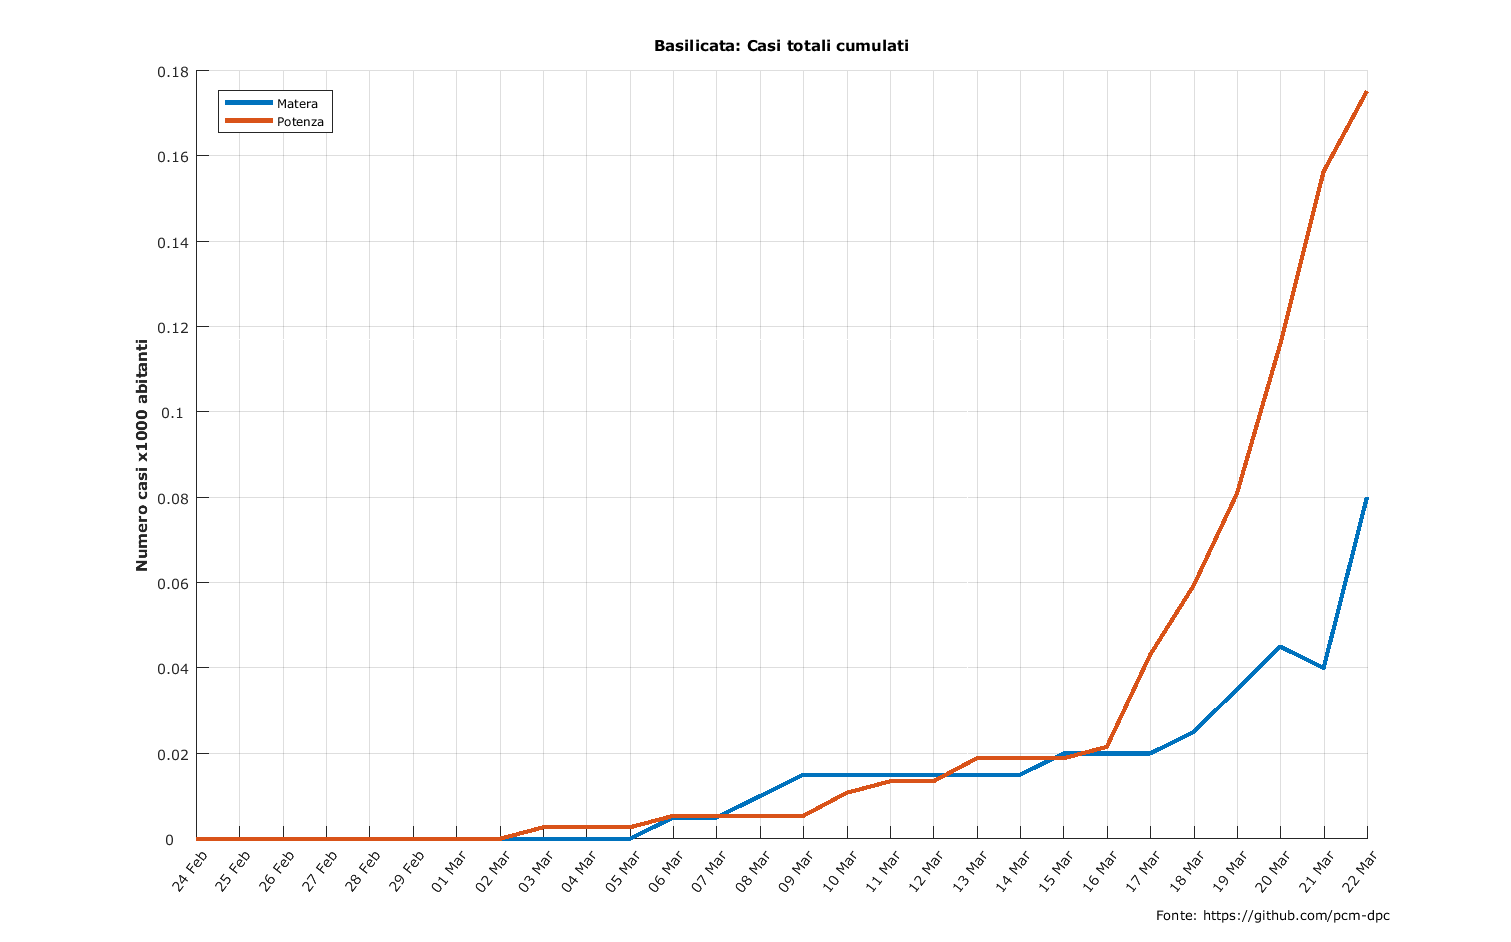 Basilicata: Casi totali cumulati
Matera
Potenza
Numero casi x1000 abitanti
0.18
0.16
0.14
0.12
0.1
0.08
0.06
0.04
0.02
0
24 Feb
25 Feb
26 Feb
27 Feb
28 Feb
29 Feb
01 Mar
02 Mar
03 Mar
04 Mar
05 Mar
06 Mar
07 Mar
08 Mar
09 Mar
10 Mar
11 Mar
12 Mar
13 Mar
14 Mar
15 Mar
16 Mar
17 Mar
18 Mar
19 Mar
20 Mar
21 Mar
22 Mar
Fonte: https://github.com/pcm-dpc